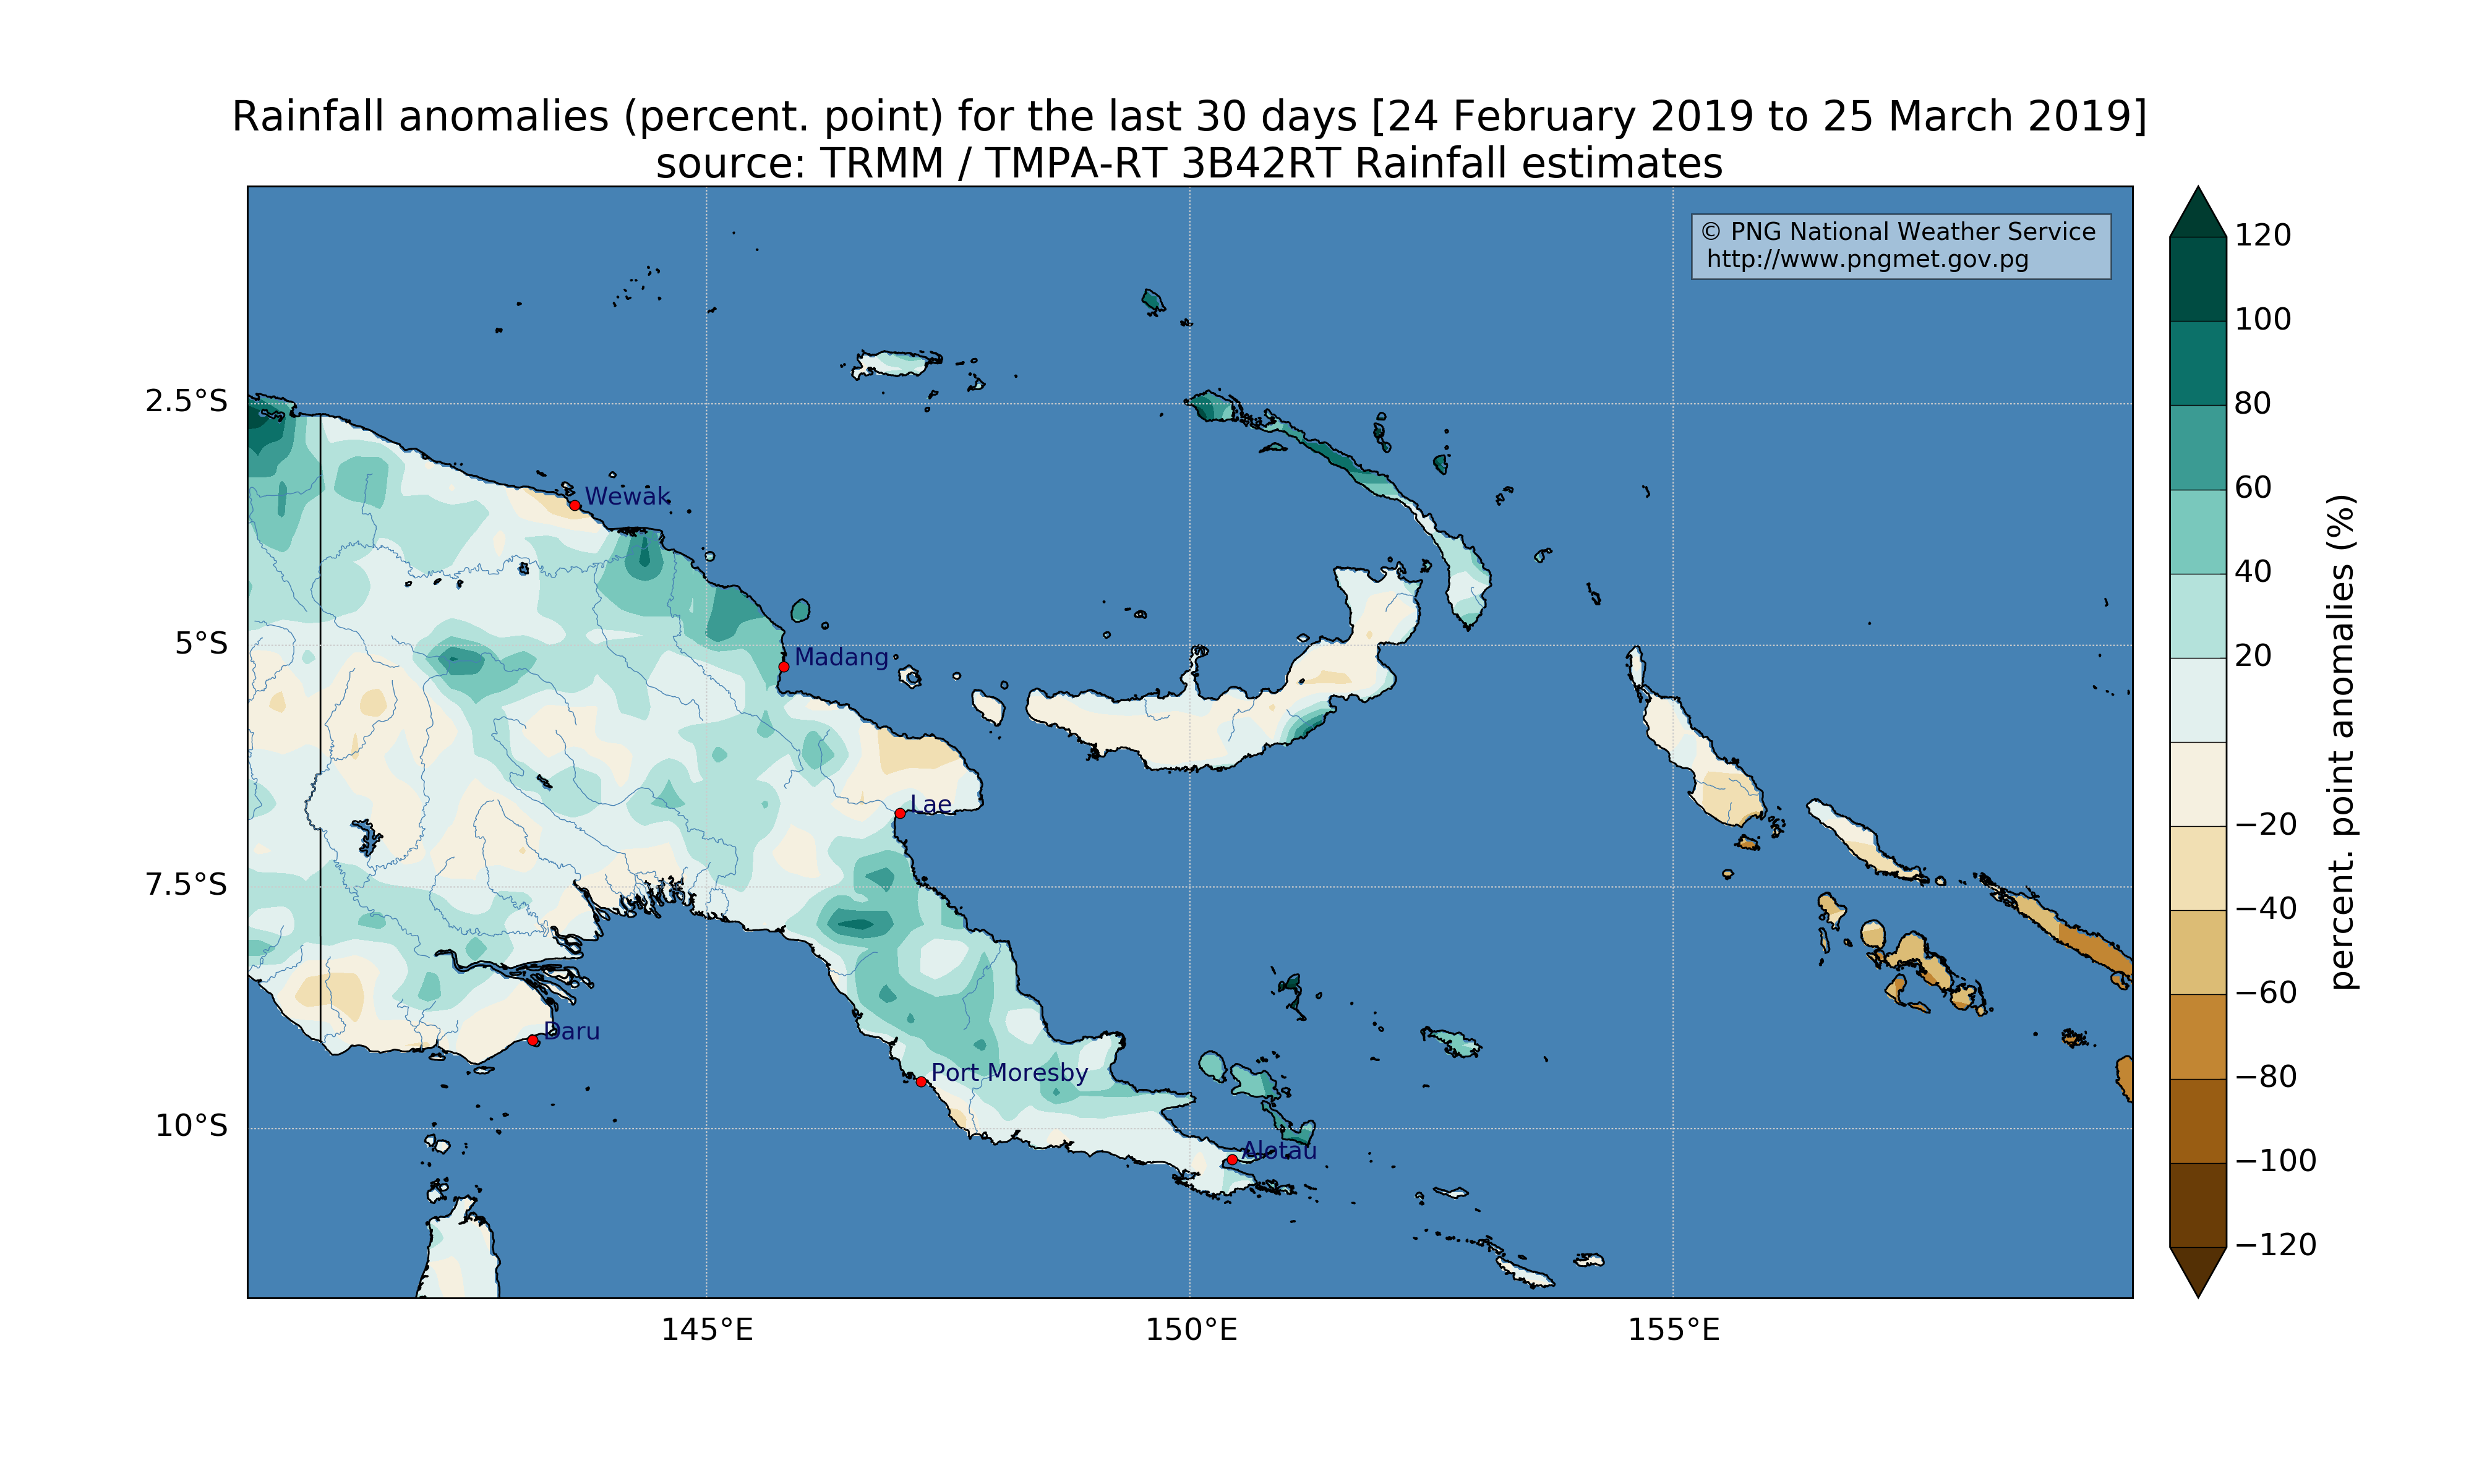 Rainfall anomalies (percent. point) for the last 30 days [24 February 2019 to 25 March 2019]
source: TRMM / TMPA-RT 3B42RT Rainfall estimates
© PNG National Weather Service
http://www.pngmet.gov.pg
2.5°S
5°S
7.5°S
10°S
Wewak
Madang
Lae
Daru
Port Moresby
Alotau
145°E
150°E
155°E
120
100
80
60
40
20
−20
−40
−60
−80
−100
−120
percent. point anomalies (%)